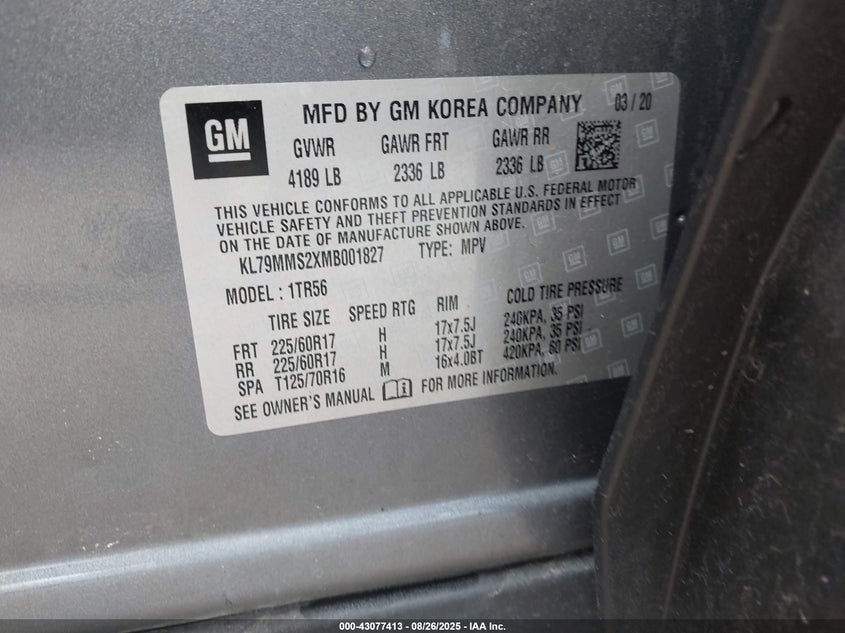 GM
MFD BY GM KOREA COMPANY 03 / 20
GVWR GAWR FRT GAWR RR
4189 LB 2336 LB 2336 LB
THIS VEHICLE CONFORMS TO ALL APPLICABLE U.S. FEDERAL MOTOR
VEHICLE SAFETY AND THEFT PREVENTION STANDARDS IN EFFECT
ON THE DATE OF MANUFACTURE SHOWN ABOVE.
KL79MMS2XMB001827 TYPE: MPV
MODEL : 1TR56
TIRE SIZE SPEED RTG RIM COLD TIRE PRESSURE
FRT 225/60R17 H 17x7.5J 240KPA, 35 PSI
RR 225/60R17 H 17x7.5J 240KPA, 35 PSI
SPA T125/70R16 M 16x4.0BT 420KPA, 60 PSI
SEE OWNER'S MANUAL FOR MORE INFORMATION.
000-43077413 - 08/26/2025 - IAA Inc.